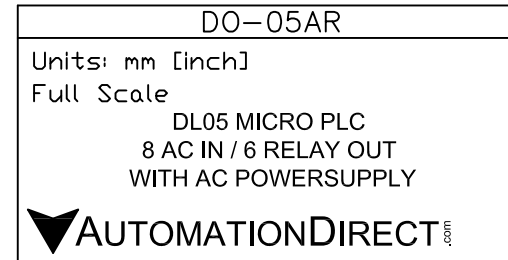 DO-05AR
Units: mm [inch]
Full Scale
DL05 MICRO PLC
8 AC IN / 6 RELAY OUT
WITH AC POWERSUPPLY
AUTOMATIONDIRECT.com